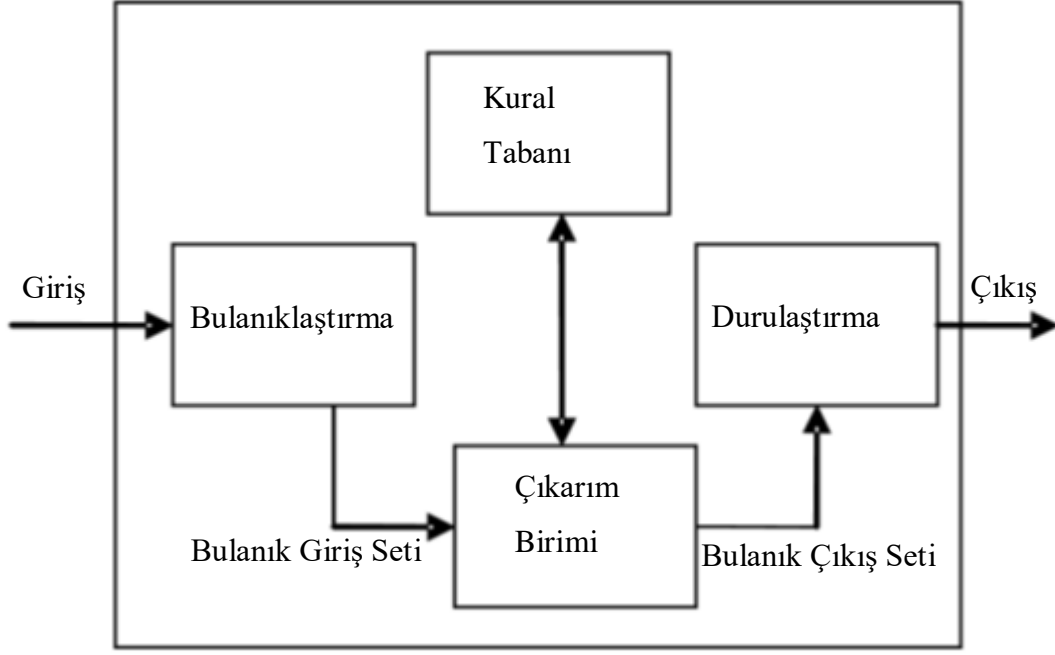 Kural
Tabanı
Giriş
Bulanıklaştırma
Durulaştırma
Çıkış
Çıkarım
Birimi
Bulanık Giriş Seti
Bulanık Çıkış Seti